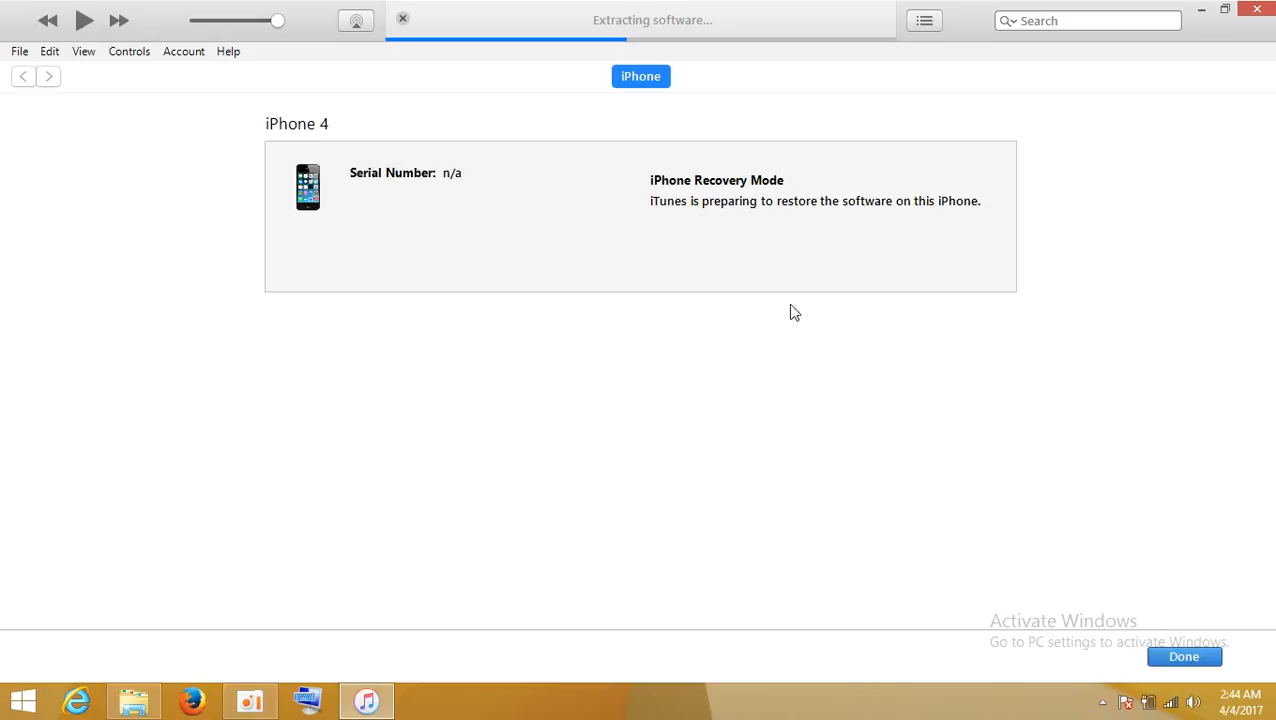 Extracting software...
Search
File Edit View Controls Account Help
iPhone
iPhone 4
Serial Number: n/a
iPhone Recovery Mode
iTunes is preparing to restore the software on this iPhone.
Activate Windows
Go to PC settings to activate Windows.
Done
2:44 AM
4/4/2017